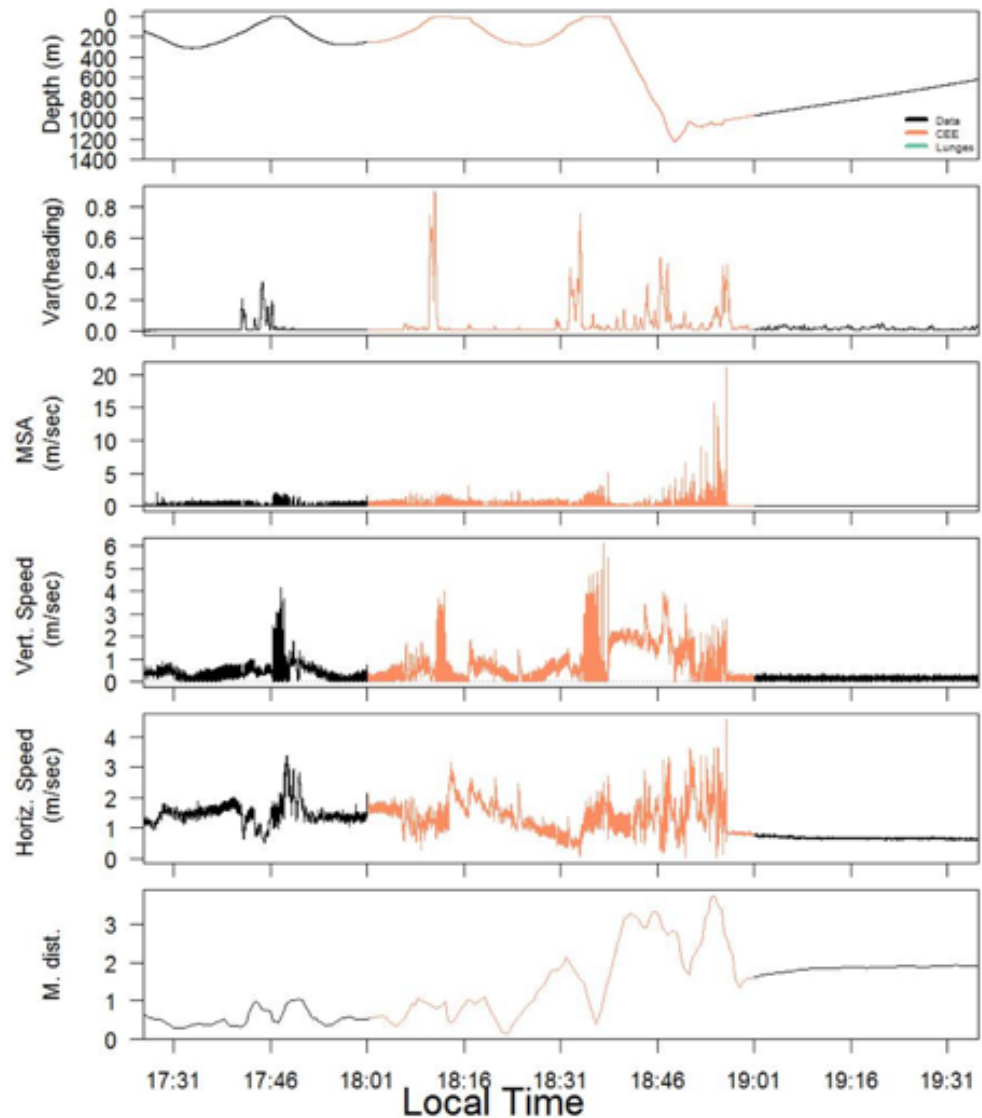 Depth (m)
0
200
400
600
800
1000
1200
1400
Data
CEE
Lunges
Var(heading)
0.8
0.6
0.4
0.2
0.0
MSA
(m/sec)
20
15
10
5
0
Vert. Speed
(m/sec)
6
5
4
3
2
1
0
Horiz. Speed
(m/sec)
4
3
2
1
0
M. dist.
3
2
1
0
17:31 17:46 18:01 18:16 18:31 18:46 19:01 19:16 19:31
Local Time